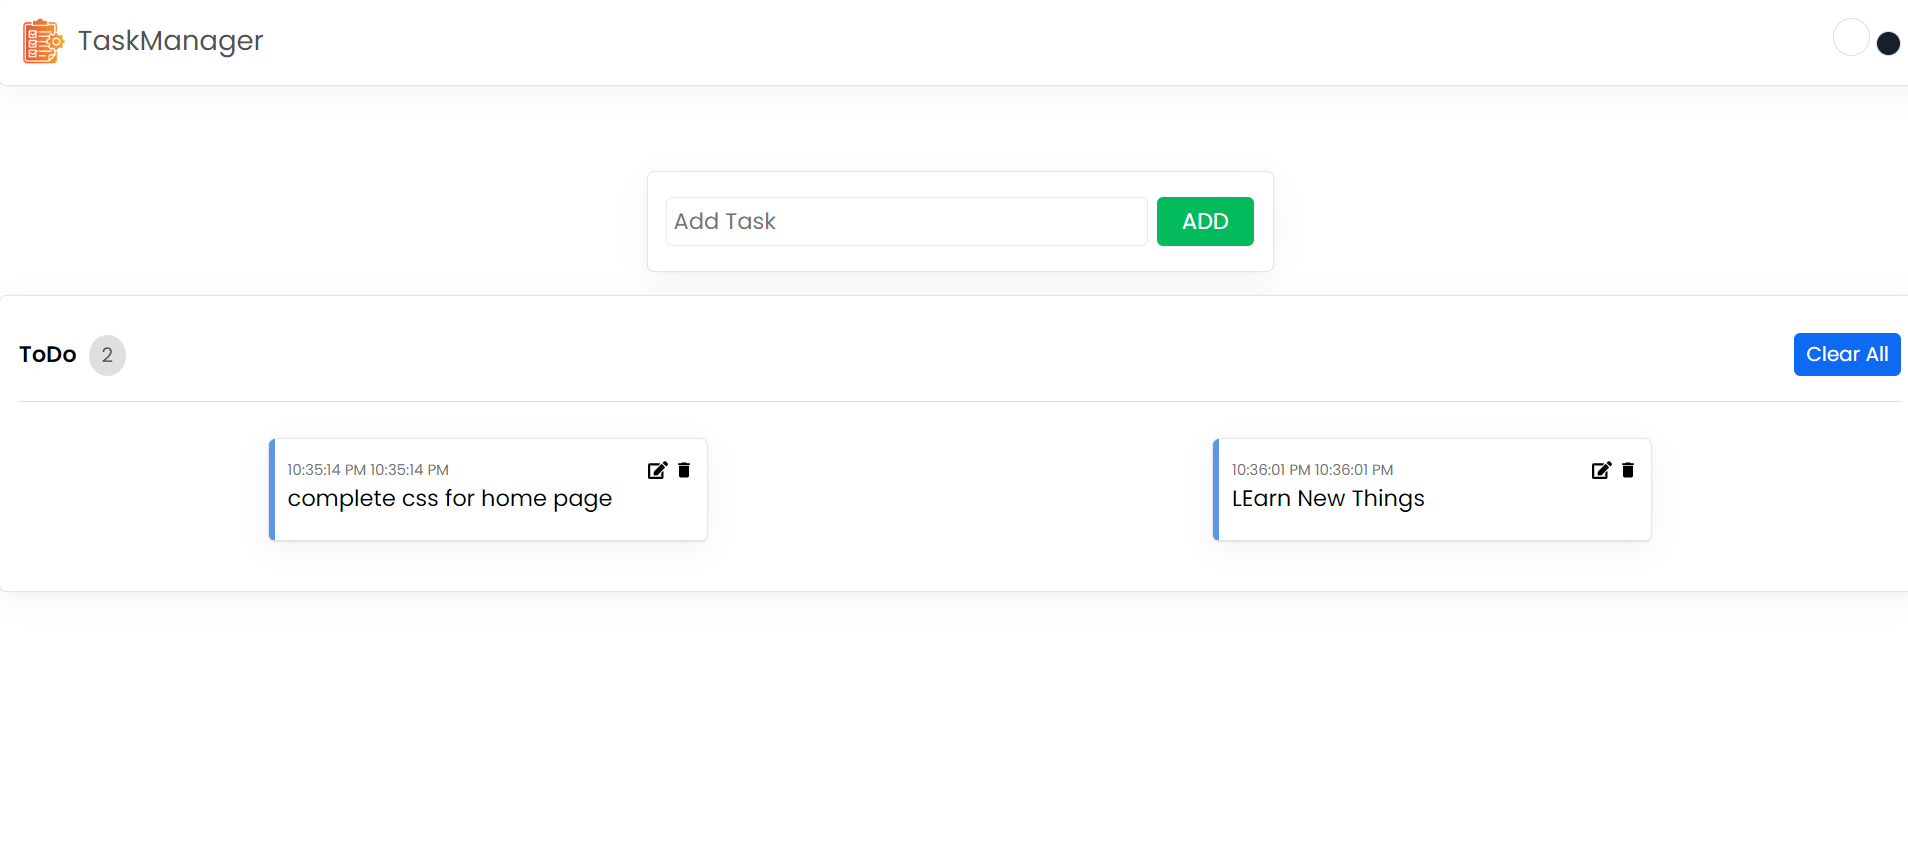 TaskManager
Add Task
ADD
ToDo 2
Clear All
10:35:14 PM 10:35:14 PM
complete css for home page
10:36:01 PM 10:36:01 PM
LEarn New Things